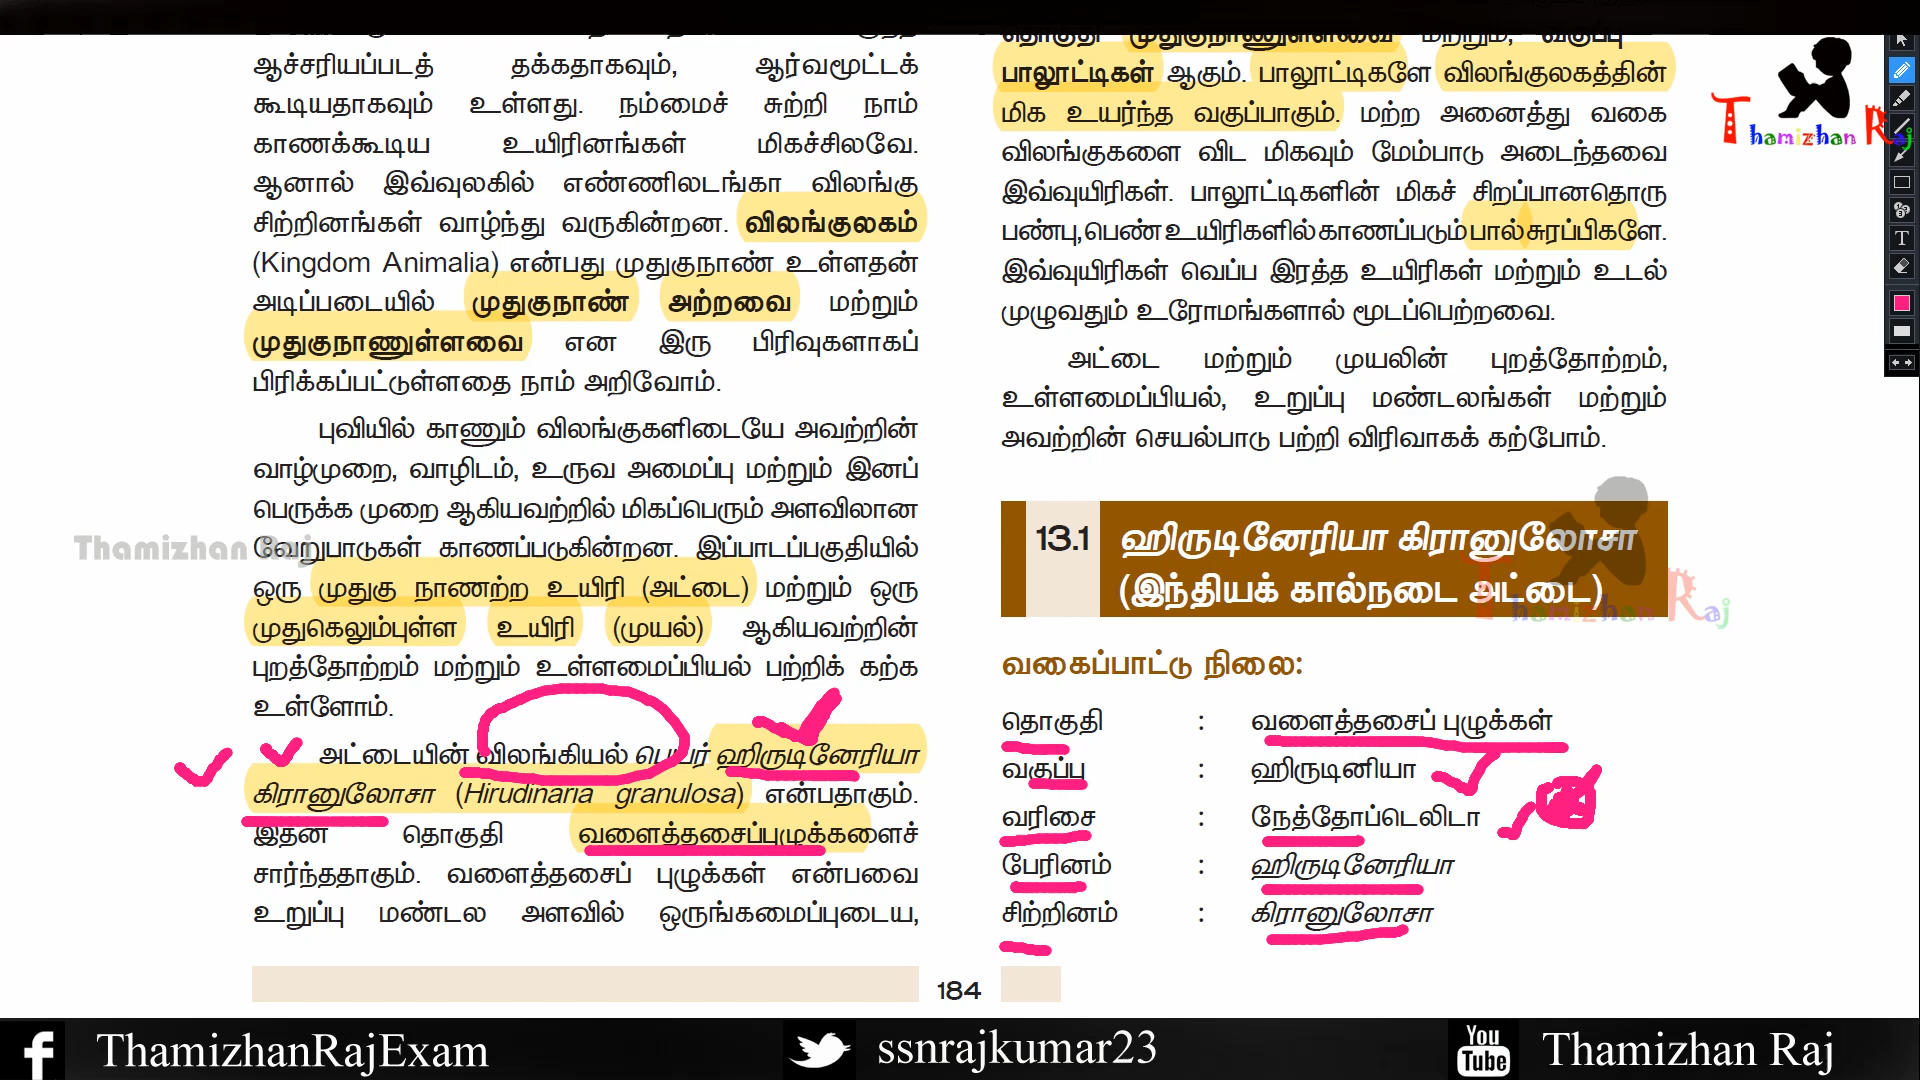 ஆச்சரியப்படத் தக்கதாகவும், ஆர்வமூட்டக்
கூடியதாகவும் உள்ளது. நம்மைச் சுற்றி நாம்
காணக்கூடிய உயிரினங்கள் மிகச்சிலவே.
ஆனால் இவ்வுலகில் எண்ணிலடங்கா விலங்கு
சிற்றினங்கள் வாழ்ந்து வருகின்றன. விலங்குலகம்
(Kingdom Animalia) என்பது முதுகுநாண் உள்ளதன்
அடிப்படையில் முதுகுநாண் அற்றவை மற்றும்
முதுகுநாணுள்ளவை என இரு பிரிவுகளாகப்
பிரிக்கப்பட்டுள்ளதை நாம் அறிவோம்.
புவியில் காணும் விலங்குகளிடையே அவற்றின்
வாழ்முறை, வாழிடம், உருவ அமைப்பு மற்றும் இனப்
பெருக்க முறை ஆகியவற்றில் மிகப்பெரும் அளவிலான
வேறுபாடுகள் காணப்படுகின்றன. இப்பாடப்பகுதியில்
ஒரு முதுகு நாணற்ற உயிரி (அட்டை) மற்றும் ஒரு
முதுகெலும்புள்ள உயிரி (முயல்) ஆகியவற்றின்
புறத்தோற்றம் மற்றும் உள்ளமைப்பியல் பற்றிக் கற்க
உள்ளோம்.
அட்டையின் விலங்கியல் பெயர் ஹிருடினேரியா
கிரானுலோசா (Hirudinaria granulosa) என்பதாகும்.
இதன் தொகுதி வளைத்தசைப்புழுக்களைச்
சார்ந்ததாகும். வளைத்தசைப் புழுக்கள் என்பவை
உறுப்பு மண்டல அளவில் ஒருங்கமைப்புடைய,
தொகுதி முதுகுநாணுள்ளவை மற்றும், வகுப்பு
பாலூட்டிகள் ஆகும். பாலூட்டிகளே விலங்குலகத்தின்
மிக உயர்ந்த வகுப்பாகும். மற்ற அனைத்து வகை
விலங்குகளை விட மிகவும் மேம்பாடு அடைந்தவை
இவ்வுயிரிகள். பாலூட்டிகளின் மிகச் சிறப்பானதொரு
பண்பு, பெண் உயிரிகளில் காணப்படும் பால் சுரப்பிகளே.
இவ்வுயிரிகள் வெப்ப இரத்த உயிரிகள் மற்றும் உடல்
முழுவதும் உரோமங்களால் மூடப்பெற்றவை.
அட்டை மற்றும் முயலின் புறத்தோற்றம்,
உள்ளமைப்பியல், உறுப்பு மண்டலங்கள் மற்றும்
அவற்றின் செயல்பாடு பற்றி விரிவாகக் கற்போம்.
13.1 ஹிருடினேரியா கிரானுலோசா
(இந்தியக் கால்நடை அட்டை)
வகைப்பாட்டு நிலை:
தொகுதி : வளைத்தசைப் புழுக்கள்
வகுப்பு : ஹிருடினியா
வரிசை : நேத்தோப்டெலிடா
பேரினம் : ஹிருடினேரியா
சிற்றினம் : கிரானுலோசா
184
Thamizhan Raj
Thamizhan Raj
Thamizhan Raj
ThamizhanRajExam
ssnrajkumar23
You Tube
Thamizhan Raj